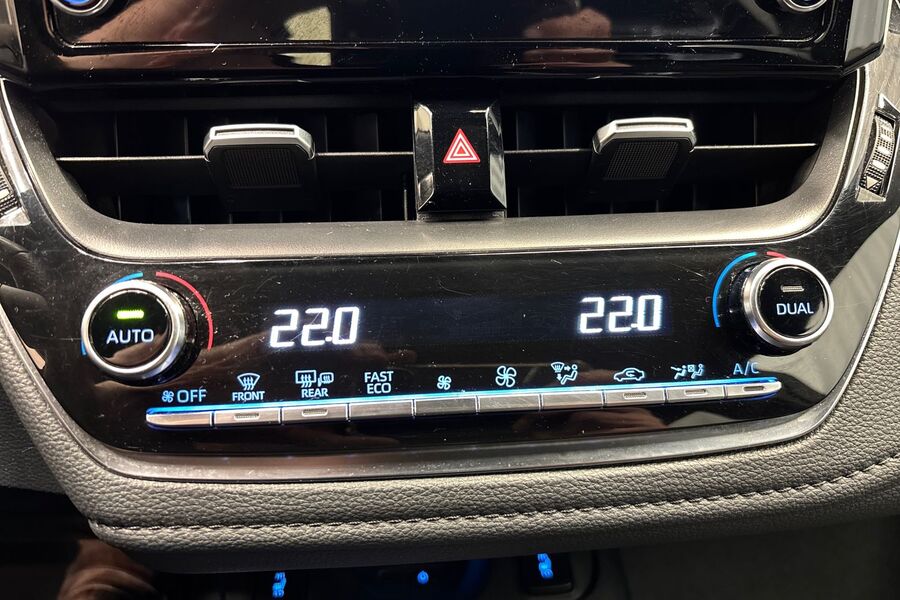 AUTO
22.0
22.0
DUAL
OFF
FRONT
REAR
FAST
ECO
A/C